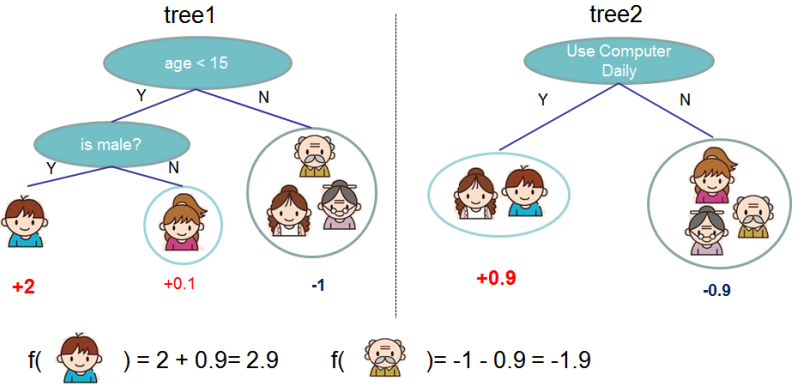 tree1
tree2
age < 15
Use Computer
Daily
Y
N
Y
N
is male?
Y
N
+2
+0.1
-1
+0.9
-0.9
f( ) = 2 + 0.9= 2.9
f( )= -1 - 0.9 = -1.9